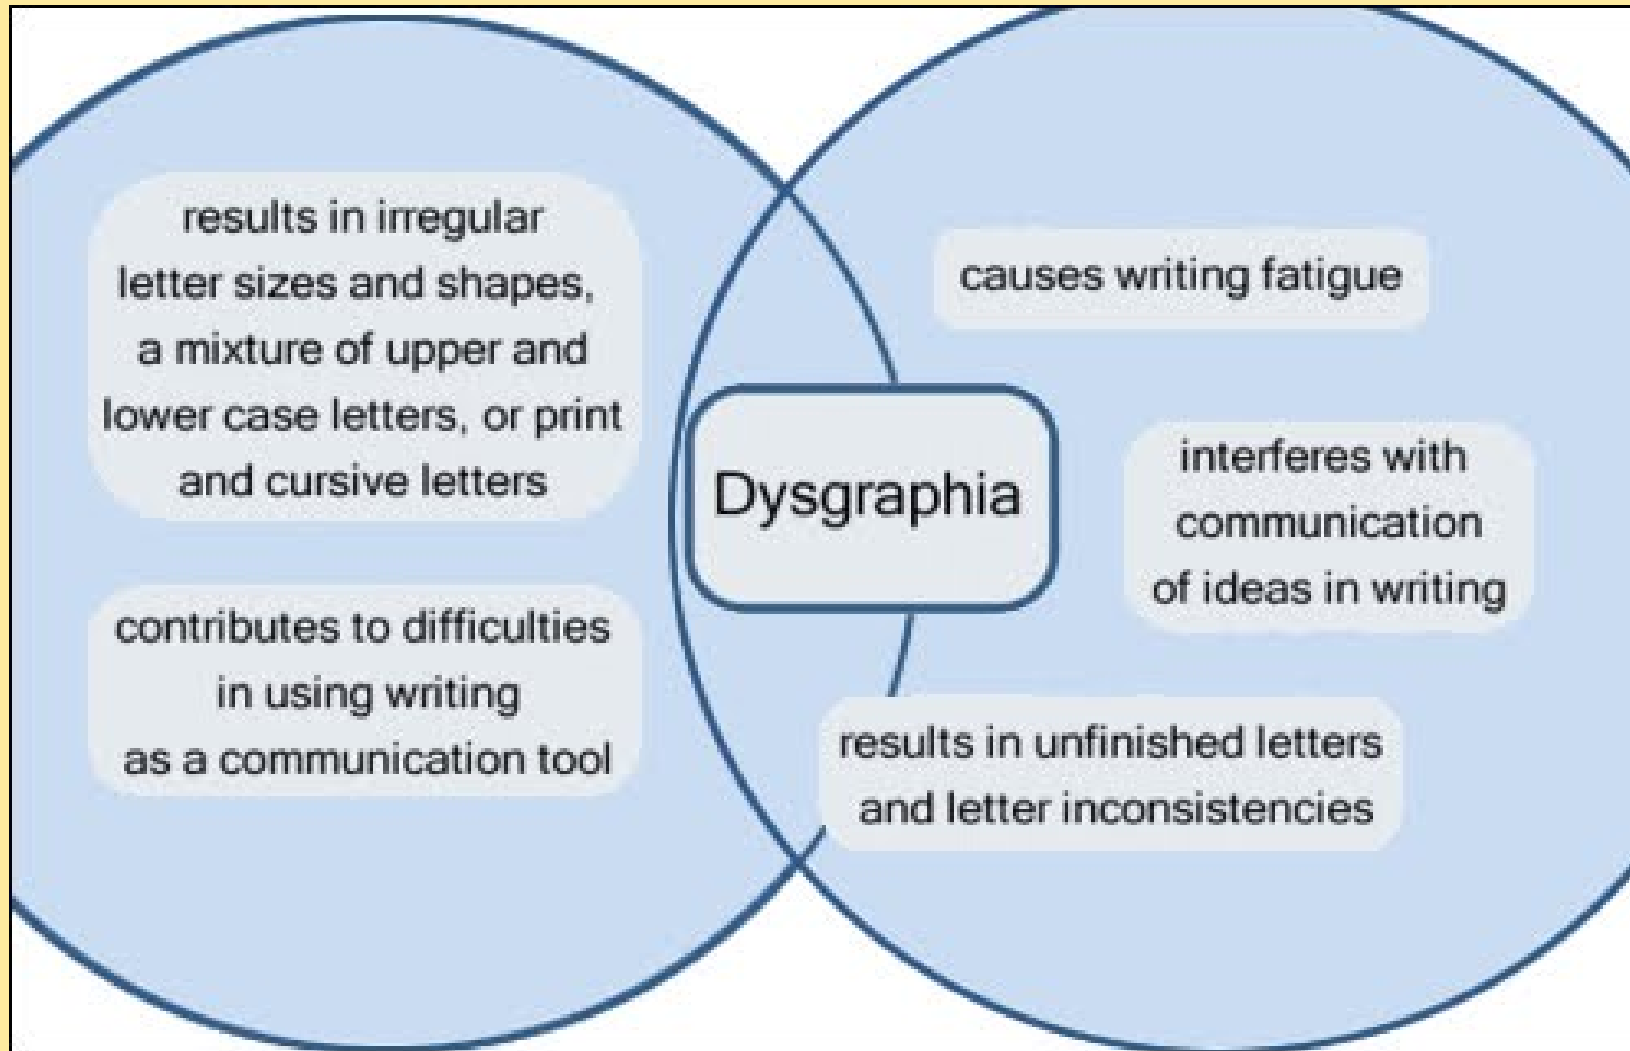 results in irregular
letter sizes and shapes,
a mixture of upper and
lower case letters, or print
and cursive letters
contributes to difficulties
in using writing
as a communication tool
Dysgraphia
causes writing fatigue
interferes with
communication
of ideas in writing
results in unfinished letters
and letter inconsistencies